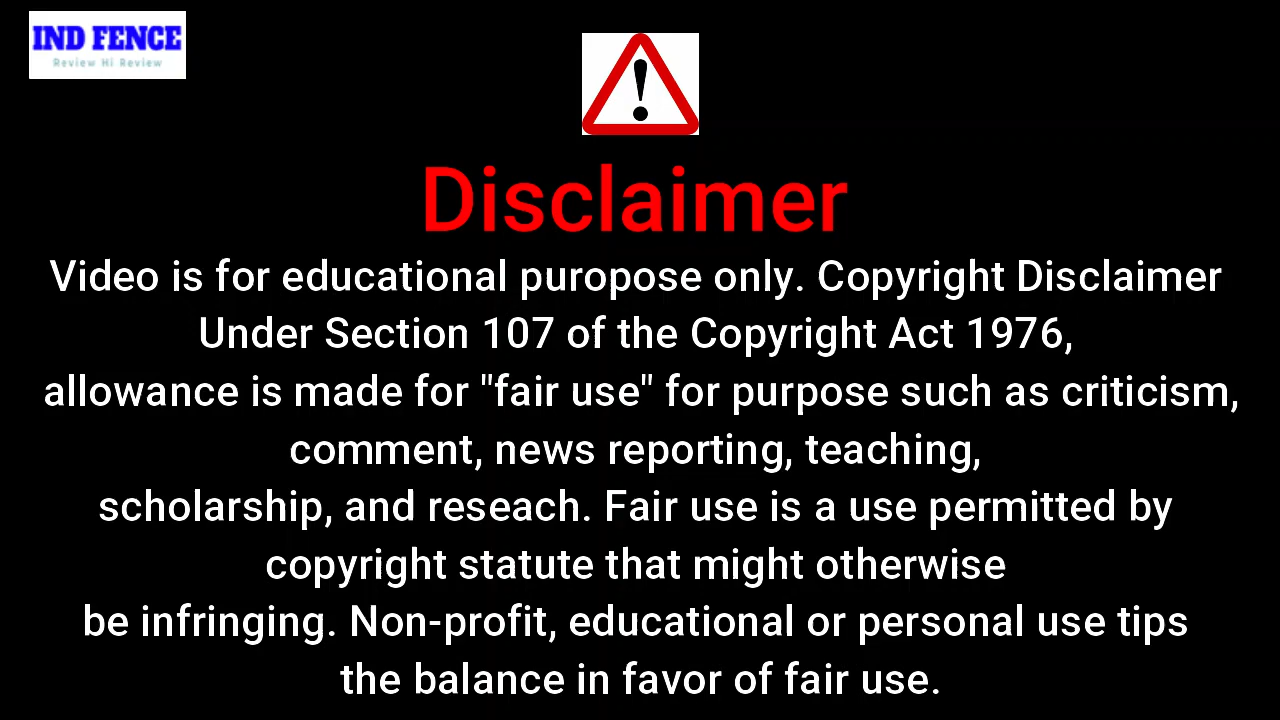 IND FENCE
Review Hi Review
Disclaimer
Video is for educational puropose only. Copyright Disclaimer
Under Section 107 of the Copyright Act 1976,
allowance is made for "fair use" for purpose such as criticism,
comment, news reporting, teaching,
scholarship, and reseach. Fair use is a use permitted by
copyright statute that might otherwise
be infringing. Non-profit, educational or personal use tips
the balance in favor of fair use.